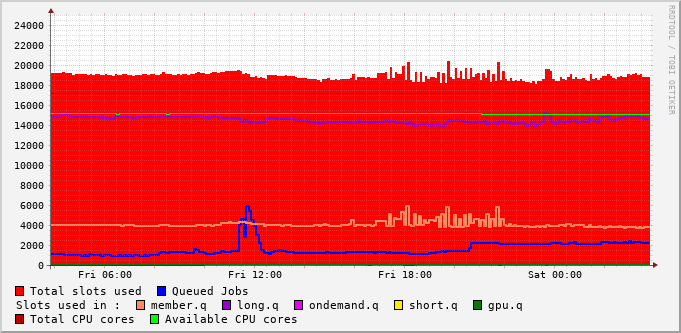 24000
22000
20000
18000
16000
14000
12000
10000
8000
6000
4000
2000
0
Fri 06:00 Fri 12:00 Fri 18:00 Sat 00:00
Total slots used Queued Jobs
Slots used in : member.q long.q ondemand.q short.q gpu.q
Total CPU cores Available CPU cores
RRDTOOL / TOBI OETIKER